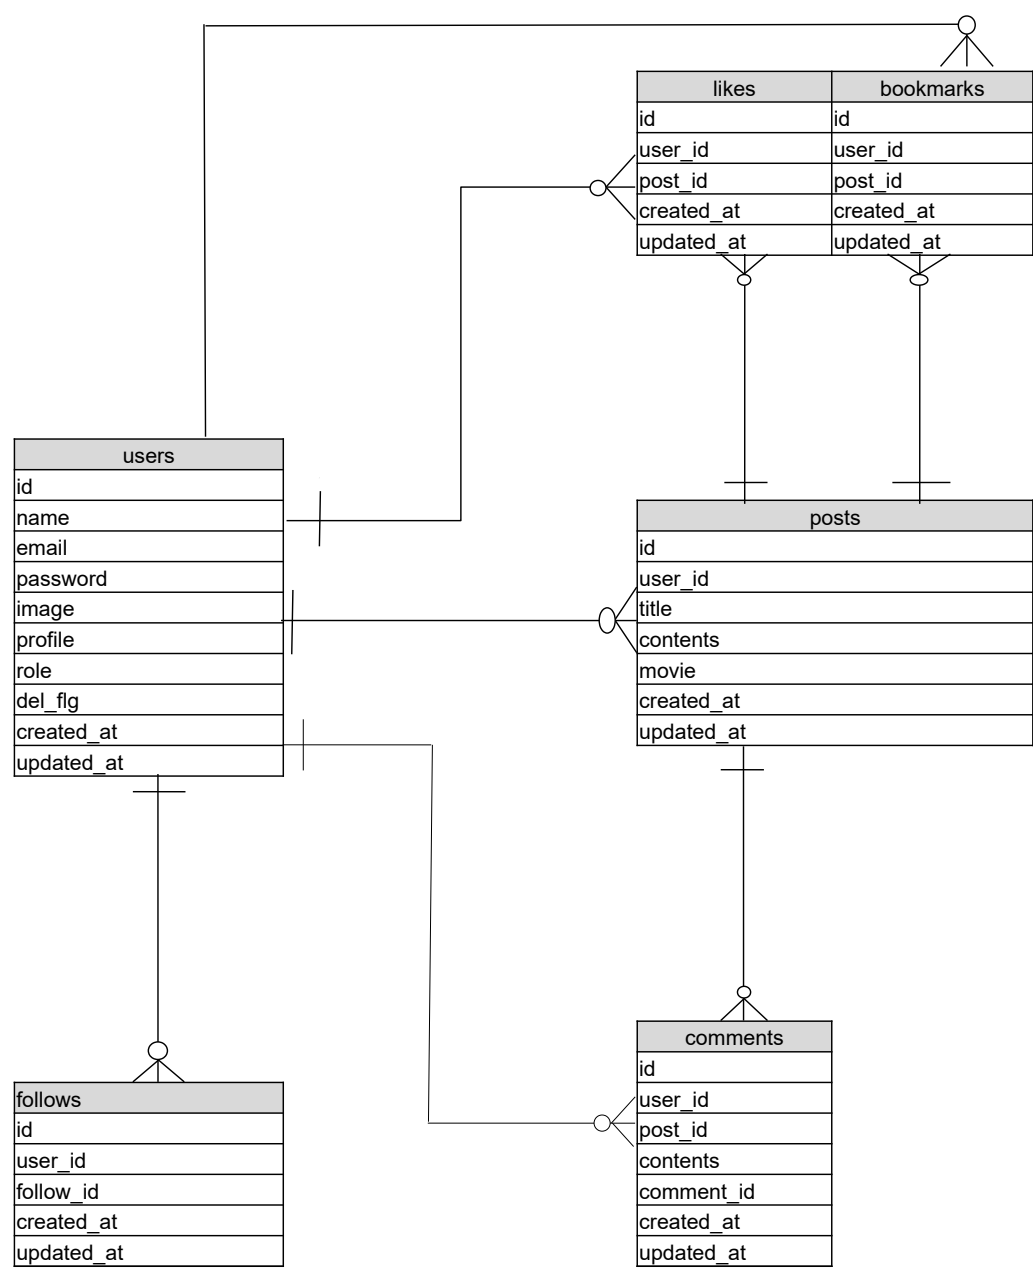 likes
bookmarks
id
id
user_id
user_id
post_id
post_id
created_at
created_at
updated_at
updated_at
users
id
name
email
password
image
profile
role
del_flg
created_at
updated_at
posts
id
user_id
title
contents
movie
created_at
updated_at
comments
id
user_id
post_id
contents
comment_id
created_at
updated_at
follows
id
user_id
follow_id
created_at
updated_at